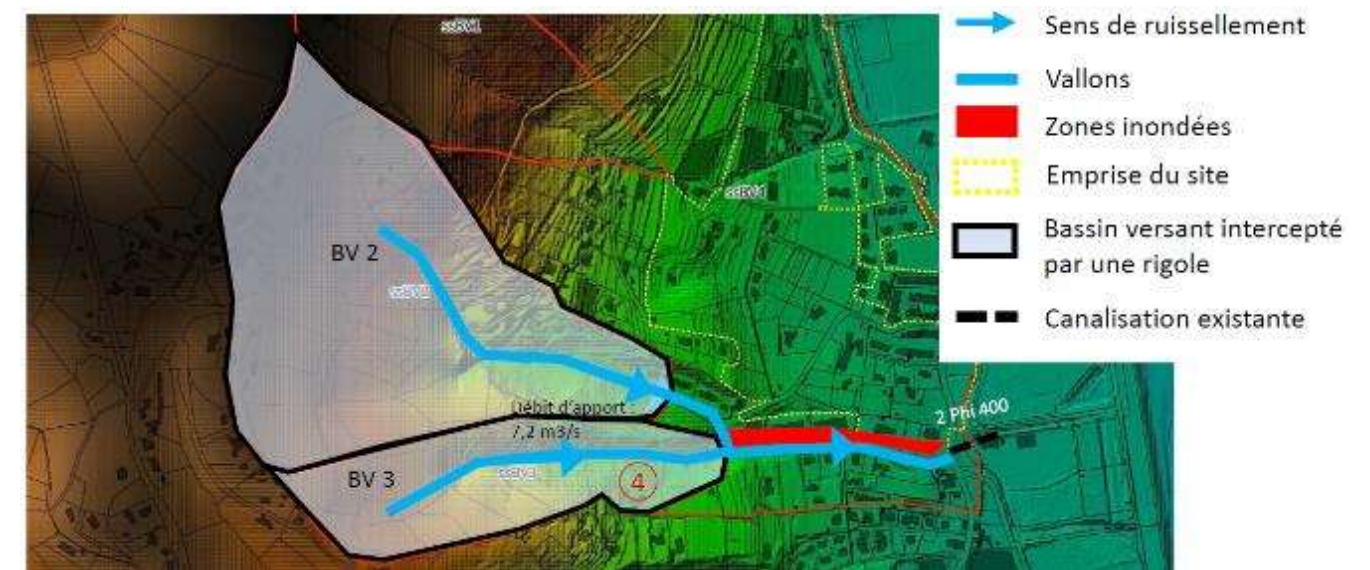 ssBV1
Sens de ruissellement
Vallons
Zones inondées
Emprise du site
Bassin versant intercepté
par une rigole
Canalisation existante
BV 2
Débit d'apport :
7,2 m3/s
2 Phi 400
BV 3
4